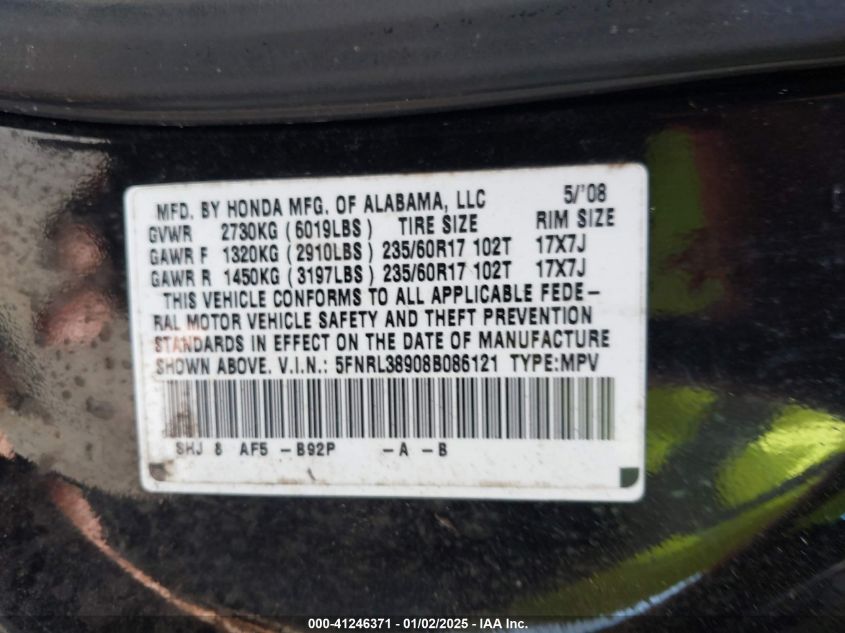 MFD. BY HONDA MFG. OF ALABAMA, LLC 5/'08
GVWR 2730KG (6019LBS) TIRE SIZE RIM SIZE
GAWR F 1320KG (2910LBS) 235/60R17 102T 17X7J
GAWR R 1450KG (3197LBS) 235/60R17 102T 17X7J
THIS VEHICLE CONFORMS TO ALL APPLICABLE FEDE-
RAL MOTOR VEHICLE SAFETY AND THEFT PREVENTION
STANDARDS IN EFFECT ON THE DATE OF MANUFACTURE
SHOWN ABOVE. V.I.N.: 5FNRL38908B086121 TYPE:MPV
SHJ 8 AF5 -B92P -A -B
000-41246371 - 01/02/2025 - IAA Inc.